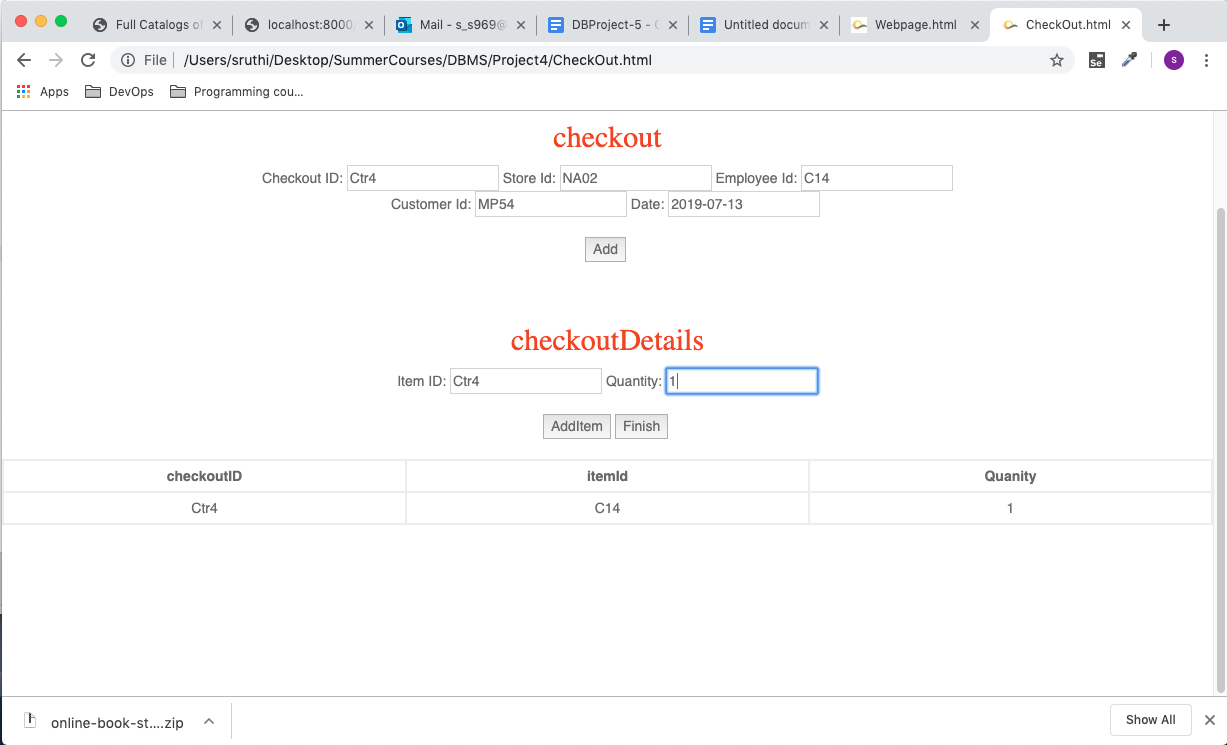 Full Catalogs of
localhost:8000/
Mail - s_s969@
DBProject-5 - G
Untitled docum
Webpage.html
CheckOut.html
File /Users/sruthi/Desktop/SummerCourses/DBMS/Project4/CheckOut.html
Se
S
Apps DevOps Programming cou...
checkout
Checkout ID: Ctr4 Store Id: NA02 Employee Id: C14
Customer Id: MP54 Date: 2019-07-13
Add
checkoutDetails
Item ID: Ctr4 Quantity: 1
AddItem Finish
checkoutID itemId Quanity
Ctr4 C14 1
online-book-st....zip Show All